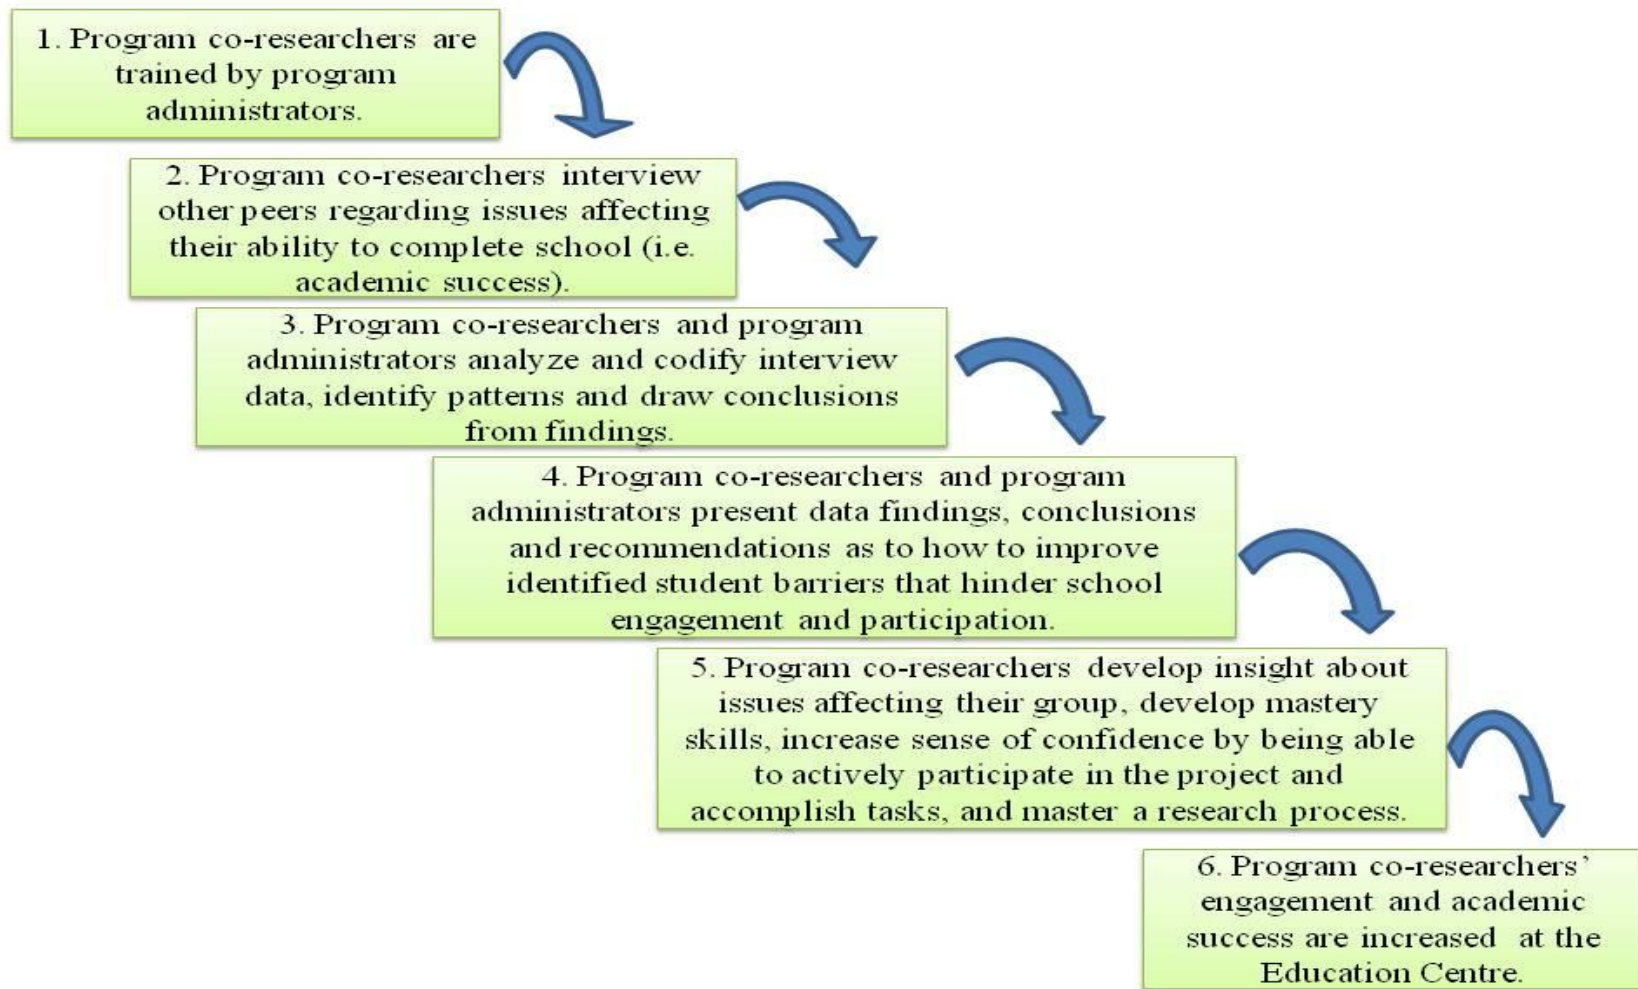 1. Program co-researchers are
trained by program
administrators.
2. Program co-researchers interview
other peers regarding issues affecting
their ability to complete school (i.e.
academic success).
3. Program co-researchers and program
administrators analyze and codify interview
data, identify patterns and draw conclusions
from findings.
4. Program co-researchers and program
administrators present data findings, conclusions
and recommendations as to how to improve
identified student barriers that hinder school
engagement and participation.
5. Program co-researchers develop insight about
issues affecting their group, develop mastery
skills, increase sense of confidence by being able
to actively participate in the project and
accomplish tasks, and master a research process.
6. Program co-researchers’
engagement and academic
success are increased at the
Education Centre.